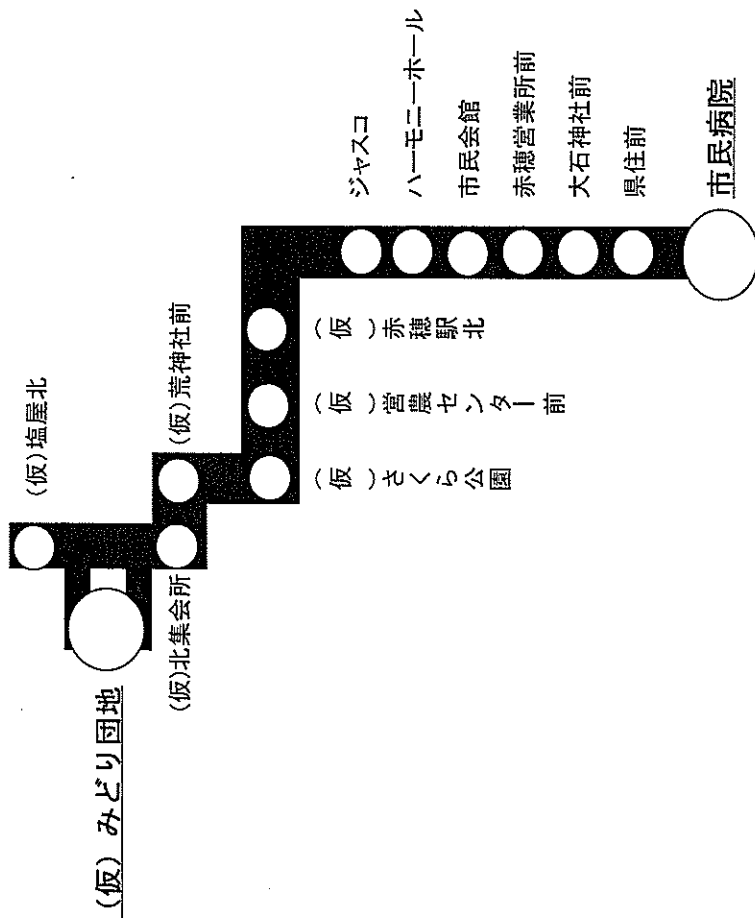 (仮) みどり団地
(仮)塩屋北
(仮)北集会所
(仮)荒神社前
(仮)さくら公園
(仮)営農センター前
(仮)赤穂駅北
ジャスコ
ハーモニーホール
市民会館
赤穂営業所前
大石神社前
県住前
市民病院